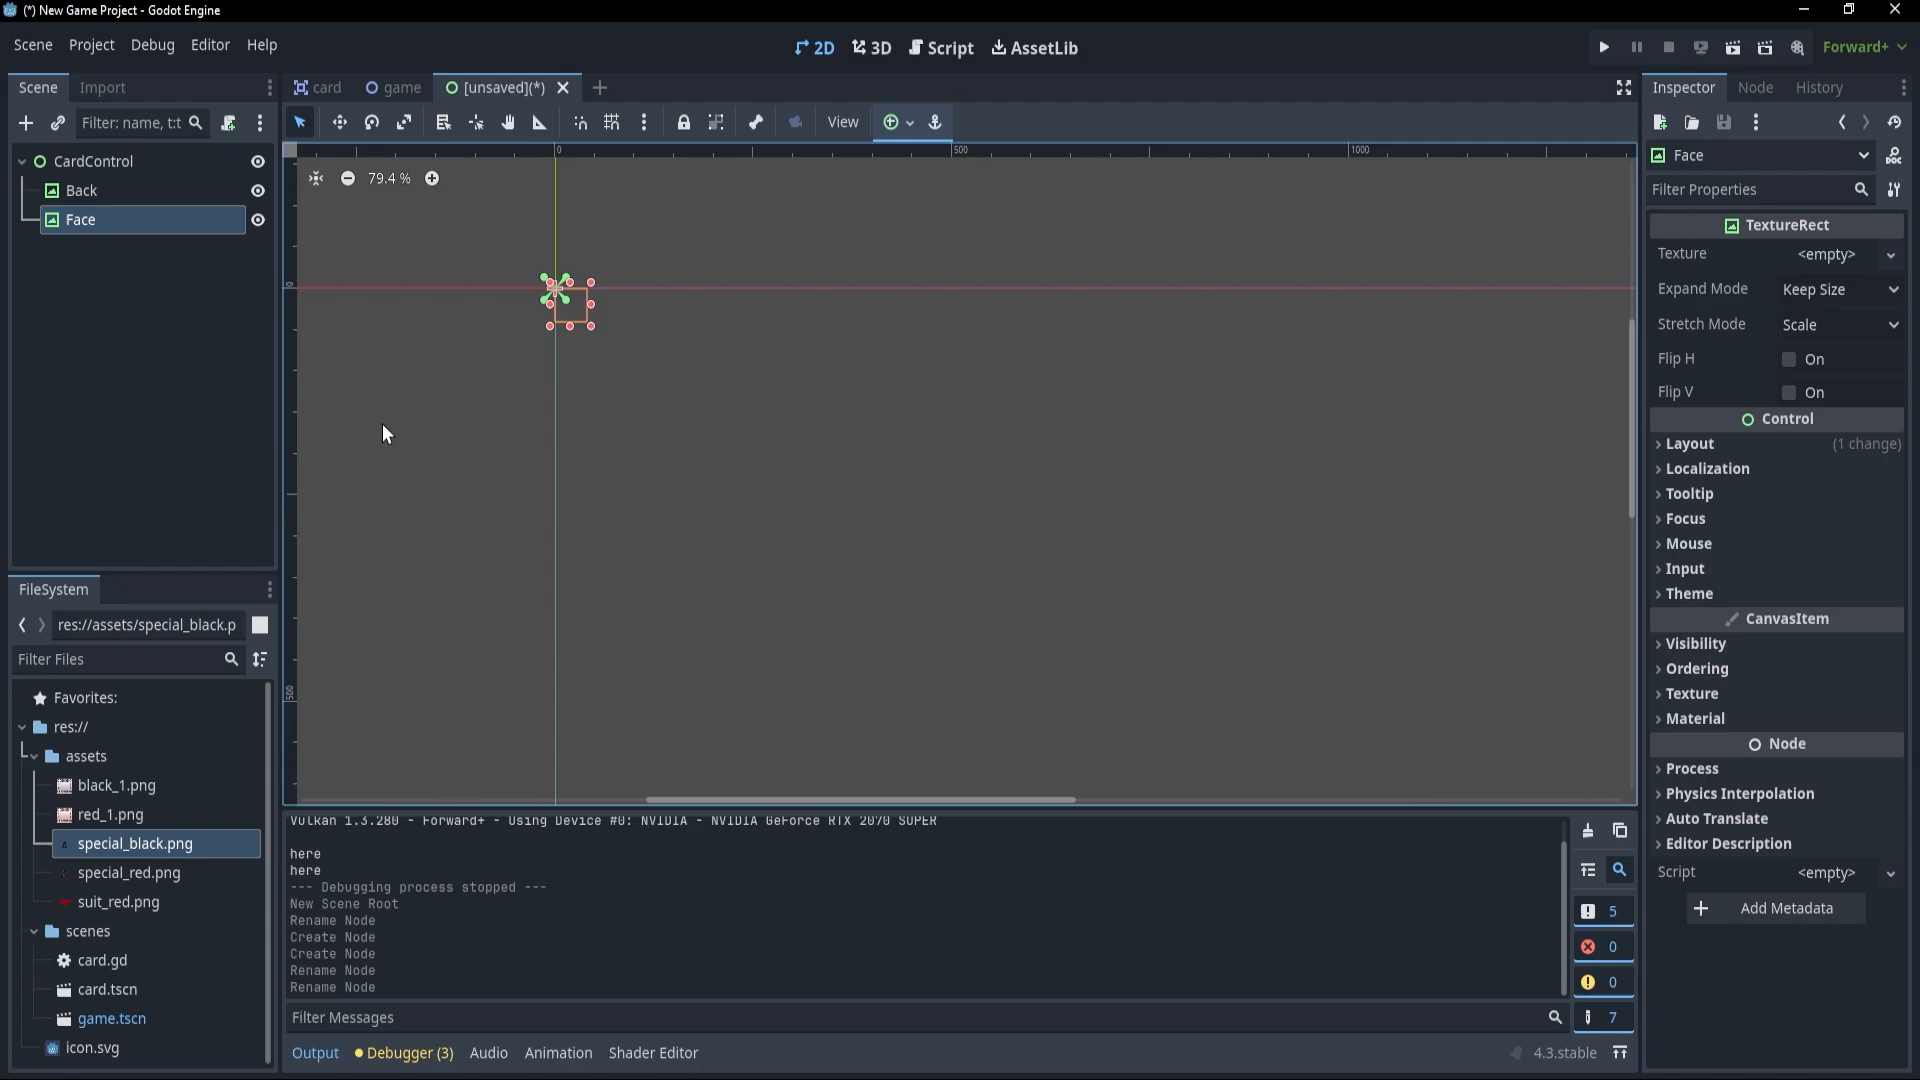 (*) New Game Project - Godot Engine
Scene Project Debug Editor Help
2D 3D Script AssetLib
Forward+
Scene Import
card game [unsaved](*)
Inspector Node History
Filter: name, t:t
View
CardControl
Back
Face
79.4 %
0
500
1000
0
500
Face
Filter Properties
TextureRect
Texture <empty>
Expand Mode Keep Size
Stretch Mode Scale
Flip H On
Flip V On
Control
Layout (1 change)
Localization
Tooltip
Focus
Mouse
Input
Theme
CanvasItem
Visibility
Ordering
Texture
Material
Node
Process
Physics Interpolation
Auto Translate
Editor Description
Script <empty>
Add Metadata
FileSystem
res://assets/special_black.p
Filter Files
Favorites:
res://
assets
black_1.png
red_1.png
special_black.png
special_red.png
suit_red.png
scenes
card.gd
card.tscn
game.tscn
icon.svg
Vulkan 1.3.280 - Forward+ - Using Device #0: NVIDIA - NVIDIA GeForce RTX 2070 SUPER
here
here
--- Debugging process stopped ---
New Scene Root
Rename Node
Create Node
Create Node
Rename Node
Rename Node
5
0
0
7
Filter Messages
Output Debugger (3) Audio Animation Shader Editor
4.3.stable